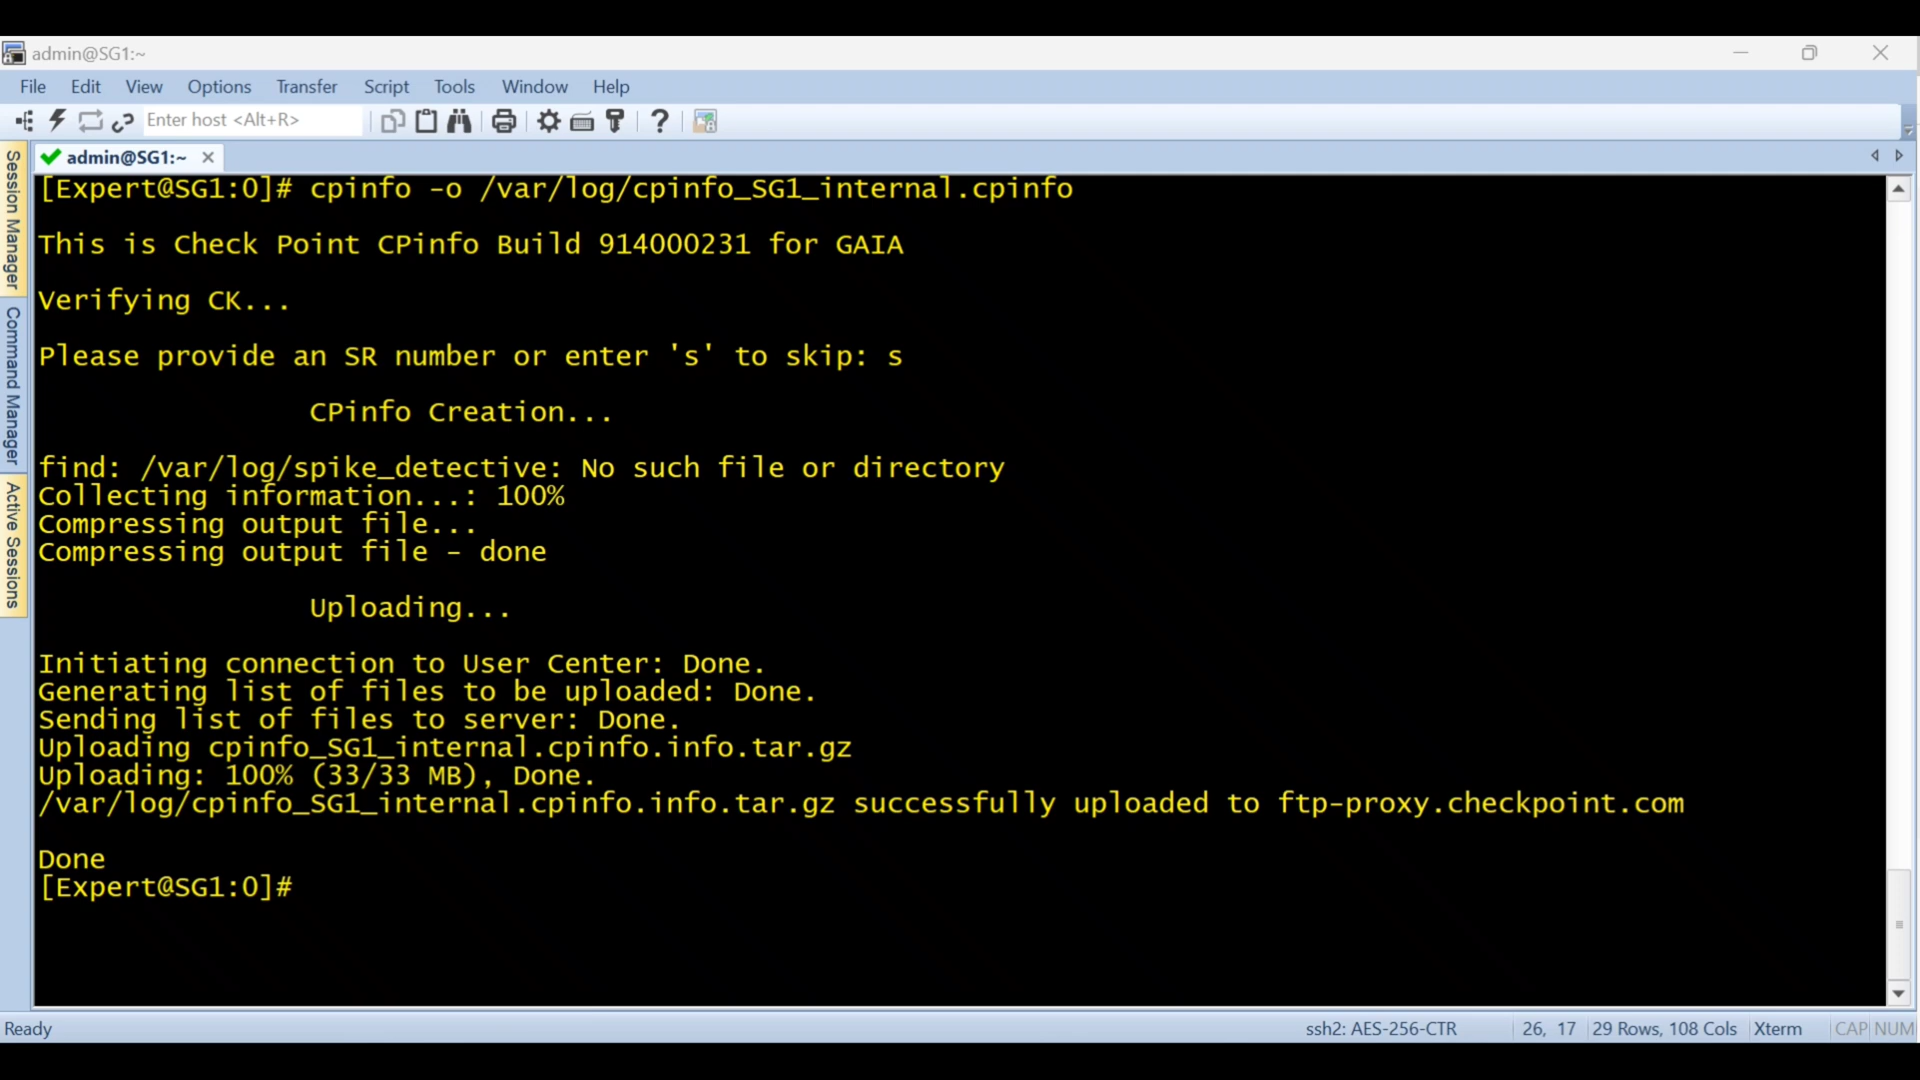 admin@SG1:~
File Edit View Options Transfer Script Tools Window Help
Enter host <Alt+R>
admin@SG1:~
Session Manager
Command Manager
Active Sessions
[Expert@SG1:0]# cpinfo -o /var/log/cpinfo_SG1_internal.cpinfo
This is Check Point CPinfo Build 914000231 for GAIA
Verifying CK...
Please provide an SR number or enter 's' to skip: s
CPinfo Creation...
find: /var/log/spike_detective: No such file or directory
Collecting information...: 100%
Compressing output file...
Compressing output file - done
Uploading...
Initiating connection to User Center: Done.
Generating list of files to be uploaded: Done.
Sending list of files to server: Done.
Uploading cpinfo_SG1_internal.cpinfo.info.tar.gz
Uploading: 100% (33/33 MB), Done.
/var/log/cpinfo_SG1_internal.cpinfo.info.tar.gz successfully uploaded to ftp-proxy.checkpoint.com
Done
[Expert@SG1:0]#
Ready ssh2: AES-256-CTR 26, 17 29 Rows, 108 Cols Xterm CAP NUM